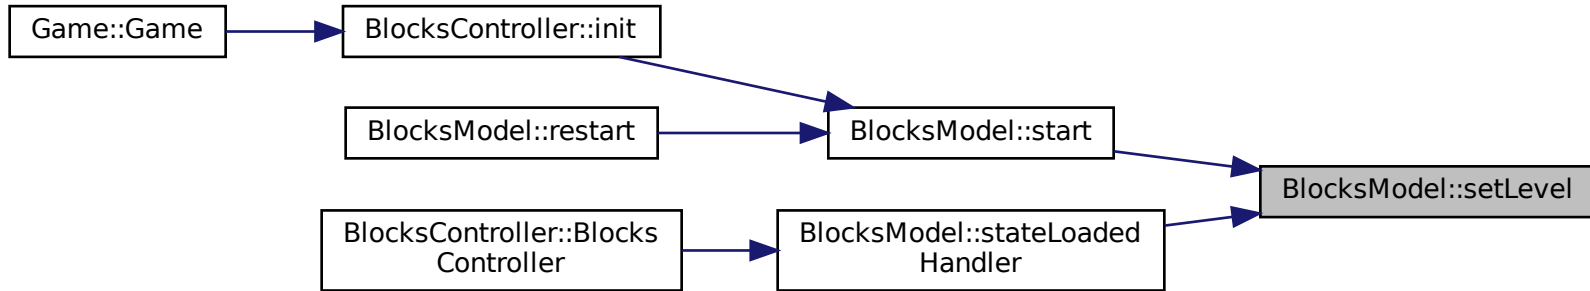 Game::Game
BlocksController::init
BlocksModel::restart
BlocksModel::start
BlocksController::Blocks
Controller
BlocksModel::stateLoaded
Handler
BlocksModel::setLevel